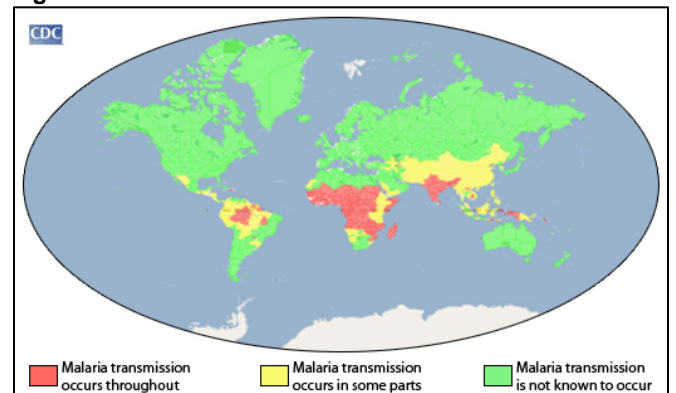 CDC
Malaria transmission
occurs throughout
Malaria transmission
occurs in some parts
Malaria transmission
is not known to occur